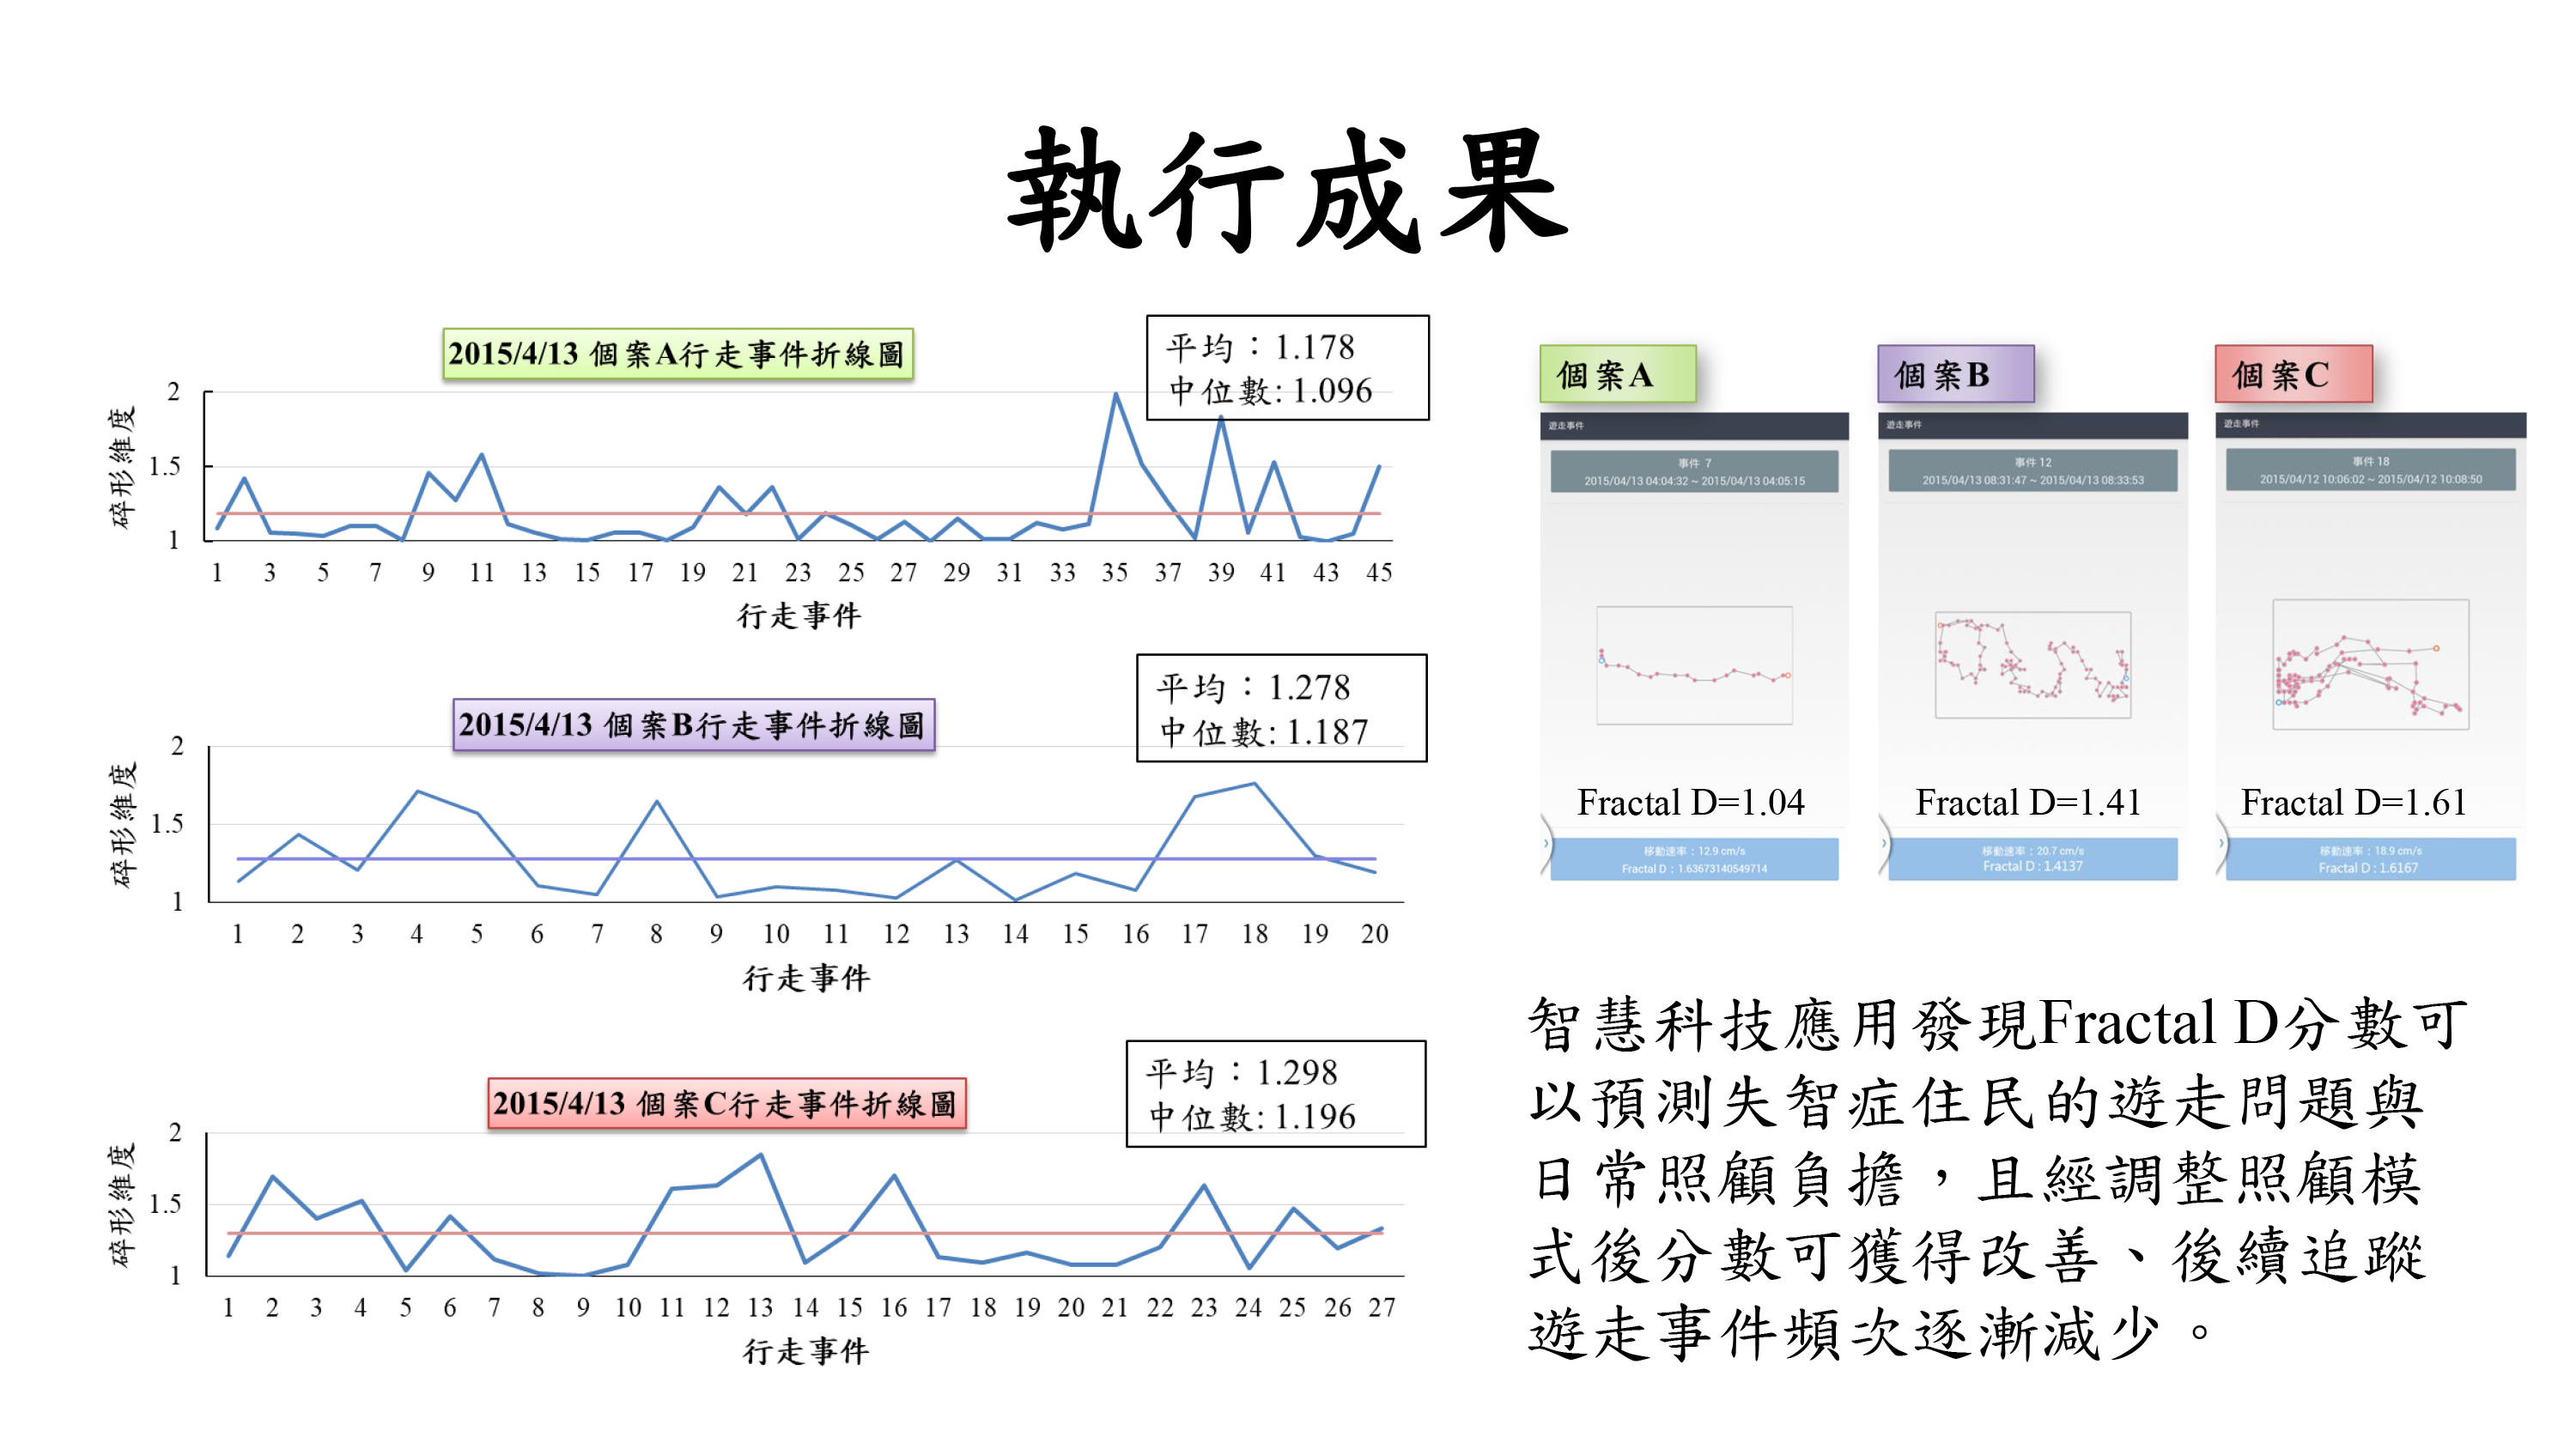 執行成果
2015/4/13 個案A行走事件折線圖
平均：1.178
中位數: 1.096
碎形維度
2
1.5
1
1 3 5 7 9 11 13 15 17 19 21 23 25 27 29 31 33 35 37 39 41 43 45
行走事件
2015/4/13 個案B行走事件折線圖
平均：1.278
中位數: 1.187
碎形維度
2
1.5
1
1 2 3 4 5 6 7 8 9 10 11 12 13 14 15 16 17 18 19 20
行走事件
2015/4/13 個案C行走事件折線圖
平均：1.298
中位數: 1.196
碎形維度
2
1.5
1
1 2 3 4 5 6 7 8 9 10 11 12 13 14 15 16 17 18 19 20 21 22 23 24 25 26 27
行走事件
個案A
遊走事件
事件 7
2015/04/13 04:04:32 ~ 2015/04/13 04:05:15
Fractal D=1.04
移動速率：12.9 cm/s
Fractal D：1.63673140549714
個案B
遊走事件
事件 12
2015/04/13 08:31:47 ~ 2015/04/13 08:33:53
Fractal D=1.41
移動速率：20.7 cm/s
Fractal D : 1.4137
個案C
遊走事件
事件 18
2015/04/12 10:06:02 ~ 2015/04/12 10:08:50
Fractal D=1.61
移動速率：18.9 cm/s
Fractal D : 1.6167
智慧科技應用發現Fractal D分數可
以預測失智症住民的遊走問題與
日常照顧負擔，且經調整照顧模
式後分數可獲得改善、後續追蹤
遊走事件頻次逐漸減少。